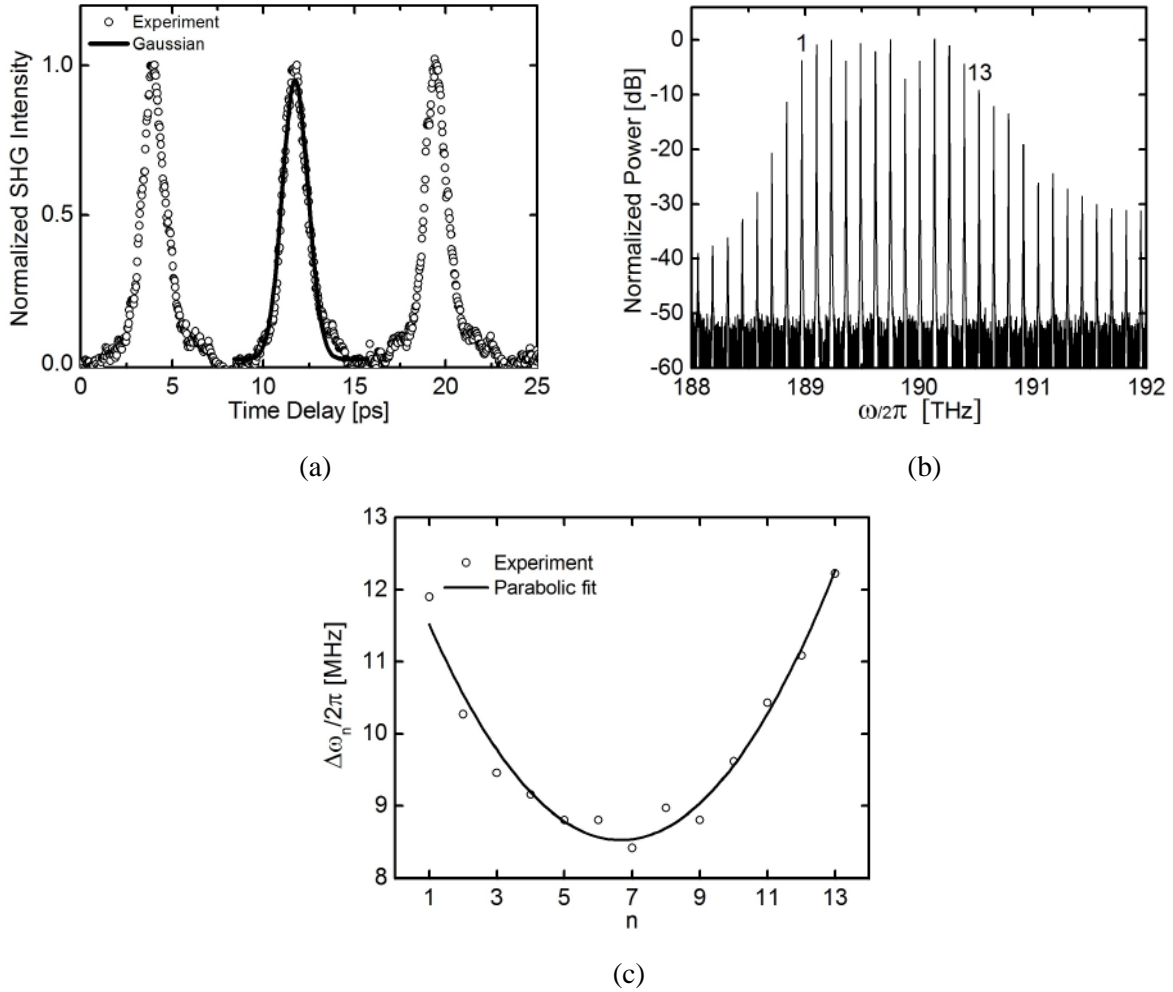 Experiment
Gaussian
Normalized SHG Intensity
1.0
0.5
0.0
0 5 10 15 20 25
Time Delay [ps]
(a)
Normalized Power [dB]
0
-10
-20
-30
-40
-50
-60
1
13
188 189 190 191 192
ω/2π [THz]
(b)
13
12
11
10
9
8
Experiment
Parabolic fit
Δωn/2π [MHz]
1 3 5 7 9 11 13
n
(c)